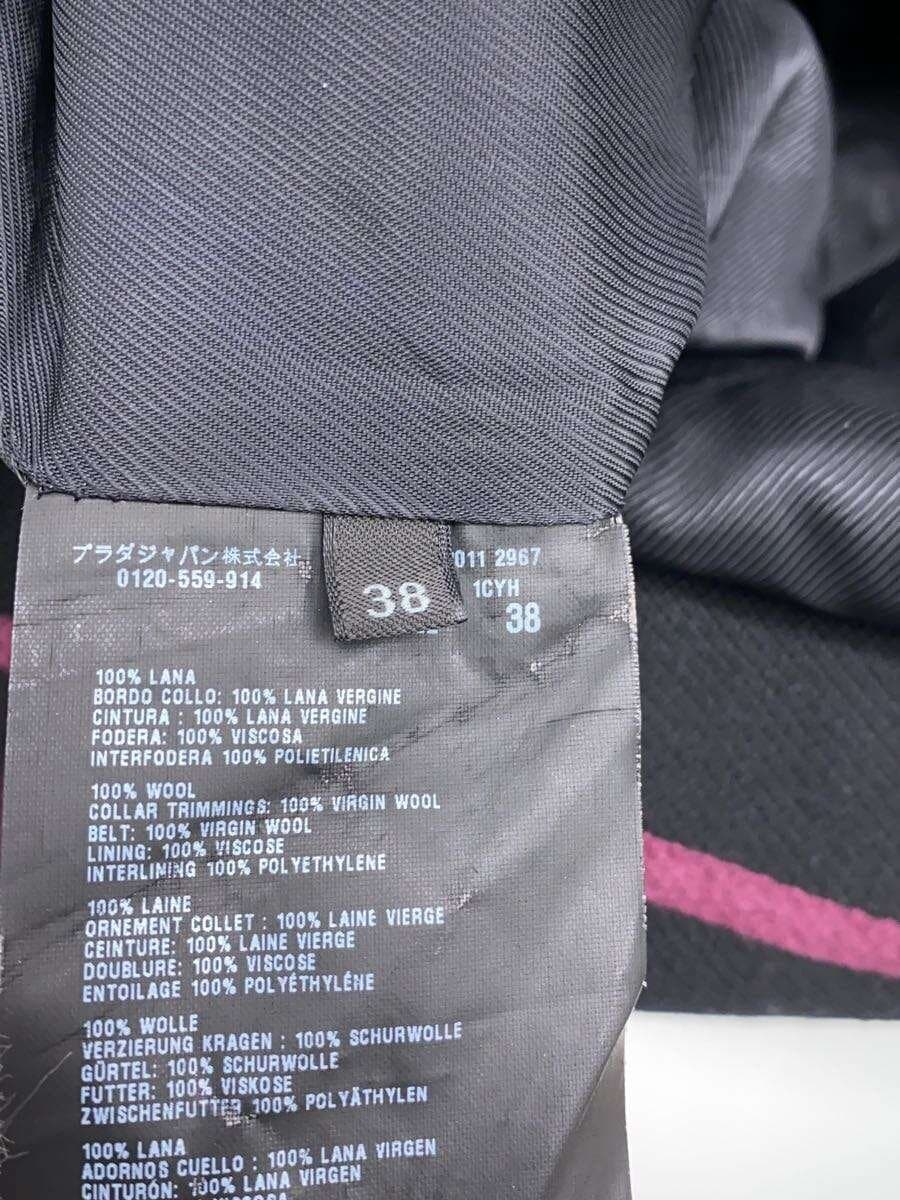 プラダジャパン株式会社
0120-559-914
38
011 2967
1CYH
38
100% LANA
BORDO COLLO: 100% LANA VERGINE
CINTURA : 100% LANA VERGINE
FODERA: 100% VISCOSA
INTERFODERA 100% POLIETILENICA
100% WOOL
COLLAR TRIMMINGS: 100% VIRGIN WOOL
BELT: 100% VIRGIN WOOL
LINING: 100% VISCOSE
INTERLINING 100% POLYETHYLENE
100% LAINE
ORNEMENT COLLET : 100% LAINE VIERGE
CEINTURE: 100% LAINE VIERGE
DOUBLURE: 100% VISCOSE
ENTOILAGE 100% POLYÉTHYLÉNE
100% WOLLE
VERZIERUNG KRAGEN : 100% SCHURWOLLE
GÜRTEL: 100% SCHURWOLLE
FUTTER: 100% VISKOSE
ZWISCHENFUTTER 100% POLYÄTHYLEN
100% LANA
ADORNOS CUELLO: 100% LANA VIRGEN
CINTURÓN: 100% LANA VIRGEN
VISCOSA